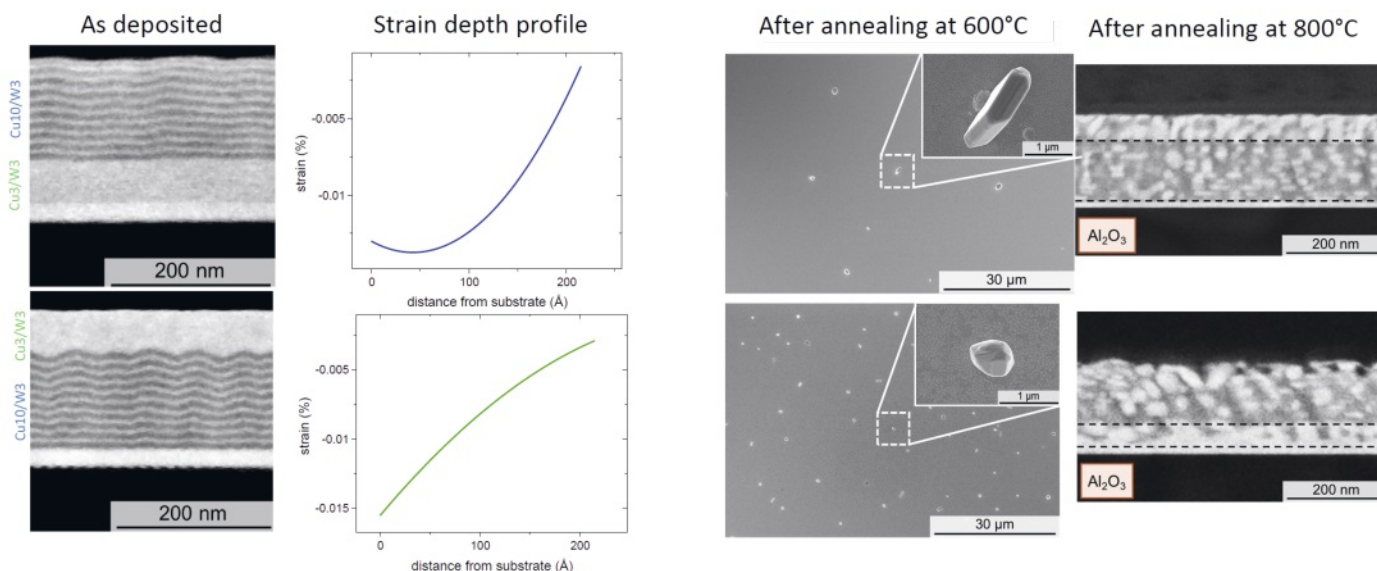 As deposited
Strain depth profile
After annealing at 600°C
After annealing at 800°C
Cu10/W3
Cu3/W3
200 nm
strain (%)
-0.005
-0.01
0
100
200
distance from substrate (Å)
1 µm
30 µm
Al₂O₃
200 nm
Cu3/W3
Cu10/W3
200 nm
strain (%)
-0.005
-0.01
-0.015
0
100
200
distance from substrate (Å)
1 µm
30 µm
Al₂O₃
200 nm